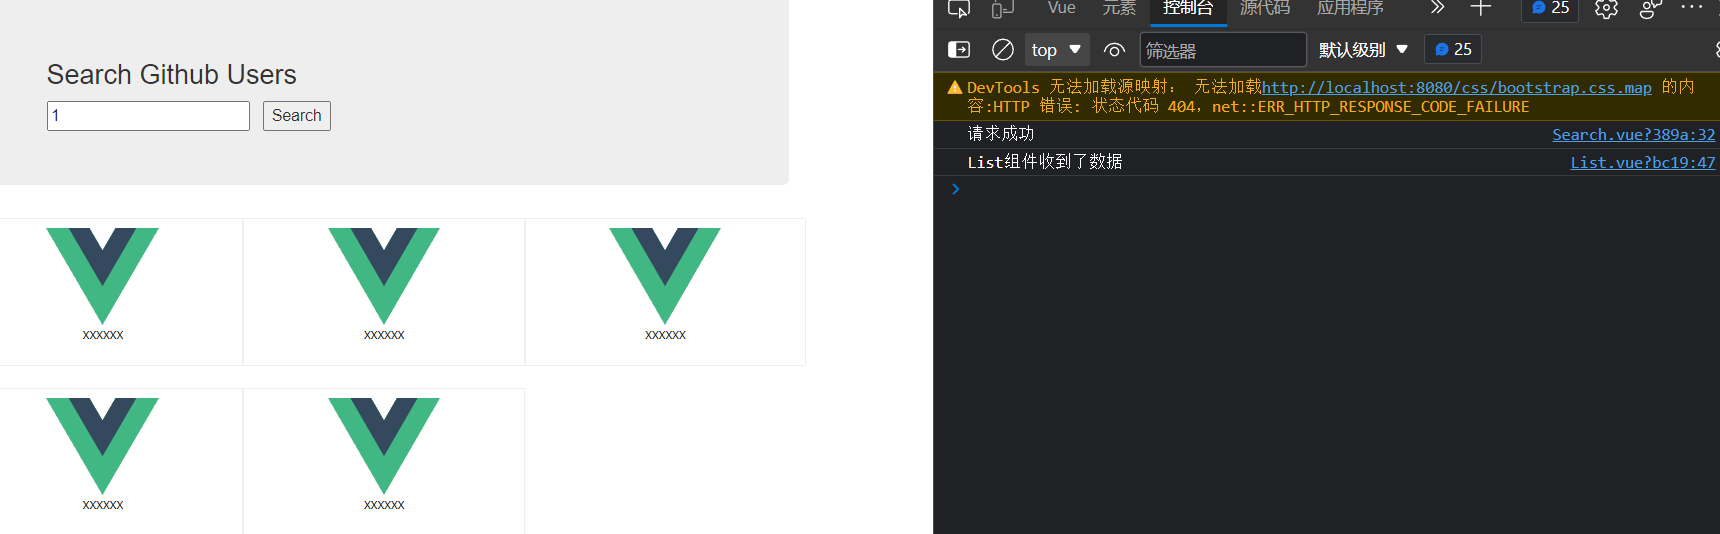 Search Github Users
1
Search
xxxxxx
xxxxxx
xxxxxx
xxxxxx
xxxxxx
Vue
元素
控制台
源代码
应用程序
25
top
筛选器
默认级别
25
DevTools 无法加载源映射： 无法加载http://localhost:8080/css/bootstrap.css.map 的内
容:HTTP 错误: 状态代码 404, net::ERR_HTTP_RESPONSE_CODE_FAILURE
请求成功
Search.vue?389a:32
List组件收到了数据
List.vue?bc19:47